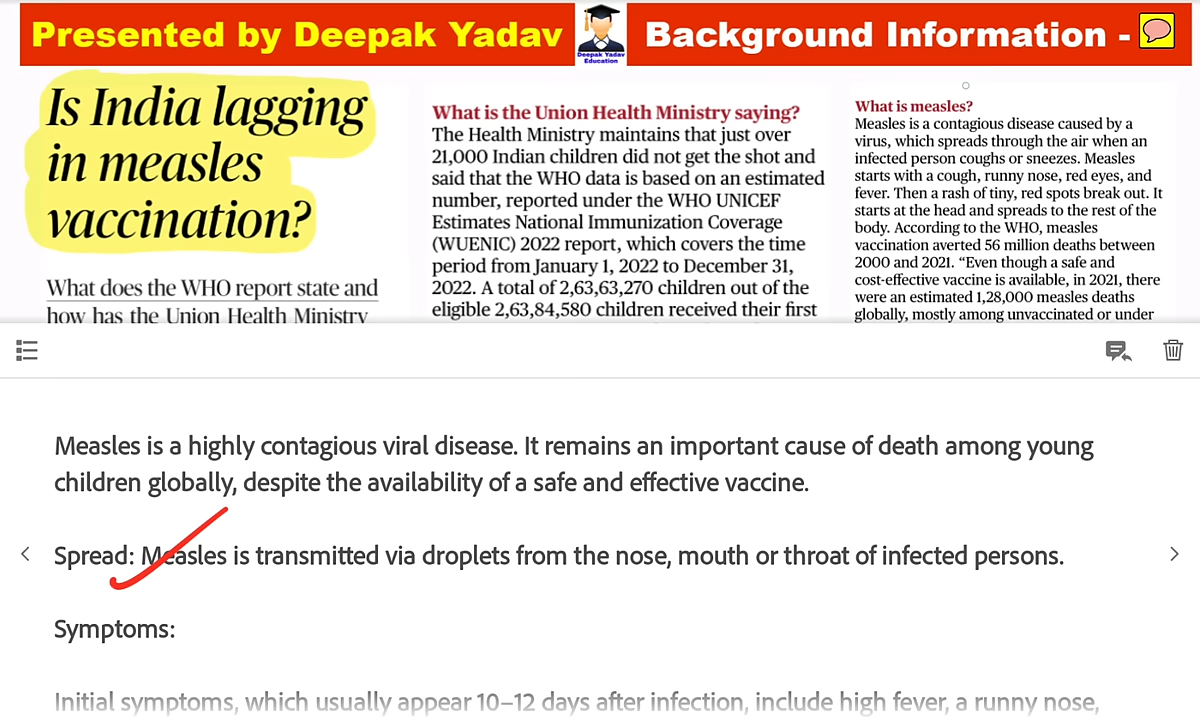 Presented by Deepak Yadav
Deepak Yadav
Education
Background Information -
Is India lagging
in measles
vaccination?
What does the WHO report state and
how has the Union Health Ministry
What is the Union Health Ministry saying?
The Health Ministry maintains that just over
21,000 Indian children did not get the shot and
said that the WHO data is based on an estimated
number, reported under the WHO UNICEF
Estimates National Immunization Coverage
(WUENIC) 2022 report, which covers the time
period from January 1, 2022 to December 31,
2022. A total of 2,63,63,270 children out of the
eligible 2,63,84,580 children received their first
What is measles?
Measles is a contagious disease caused by a
virus, which spreads through the air when an
infected person coughs or sneezes. Measles
starts with a cough, runny nose, red eyes, and
fever. Then a rash of tiny, red spots break out. It
starts at the head and spreads to the rest of the
body. According to the WHO, measles
vaccination averted 56 million deaths between
2000 and 2021. “Even though a safe and
cost-effective vaccine is available, in 2021, there
were an estimated 1,28,000 measles deaths
globally, mostly among unvaccinated or under
Measles is a highly contagious viral disease. It remains an important cause of death among young
children globally, despite the availability of a safe and effective vaccine.
Spread: Measles is transmitted via droplets from the nose, mouth or throat of infected persons.
Symptoms:
Initial symptoms, which usually appear 10–12 days after infection, include high fever, a runny nose,